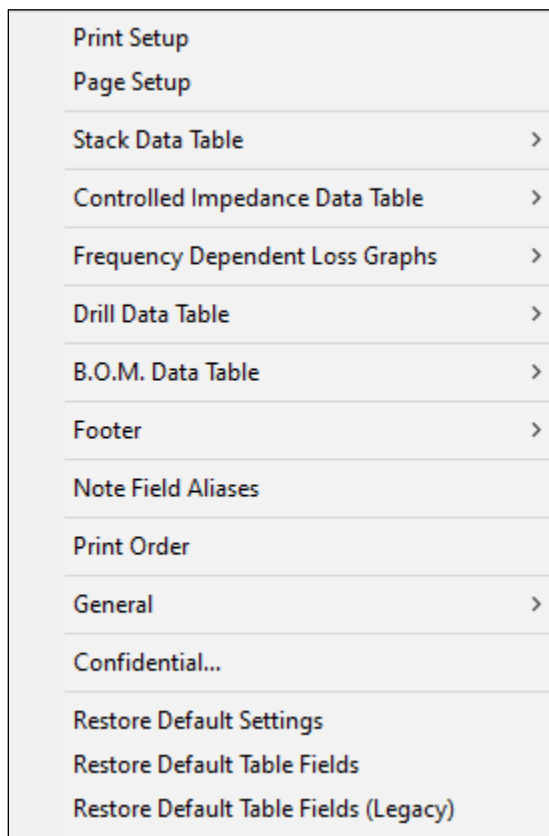 Print Setup
Page Setup
Stack Data Table
Controlled Impedance Data Table
Frequency Dependent Loss Graphs
Drill Data Table
B.O.M. Data Table
Footer
Note Field Aliases
Print Order
General
Confidential...
Restore Default Settings
Restore Default Table Fields
Restore Default Table Fields (Legacy)